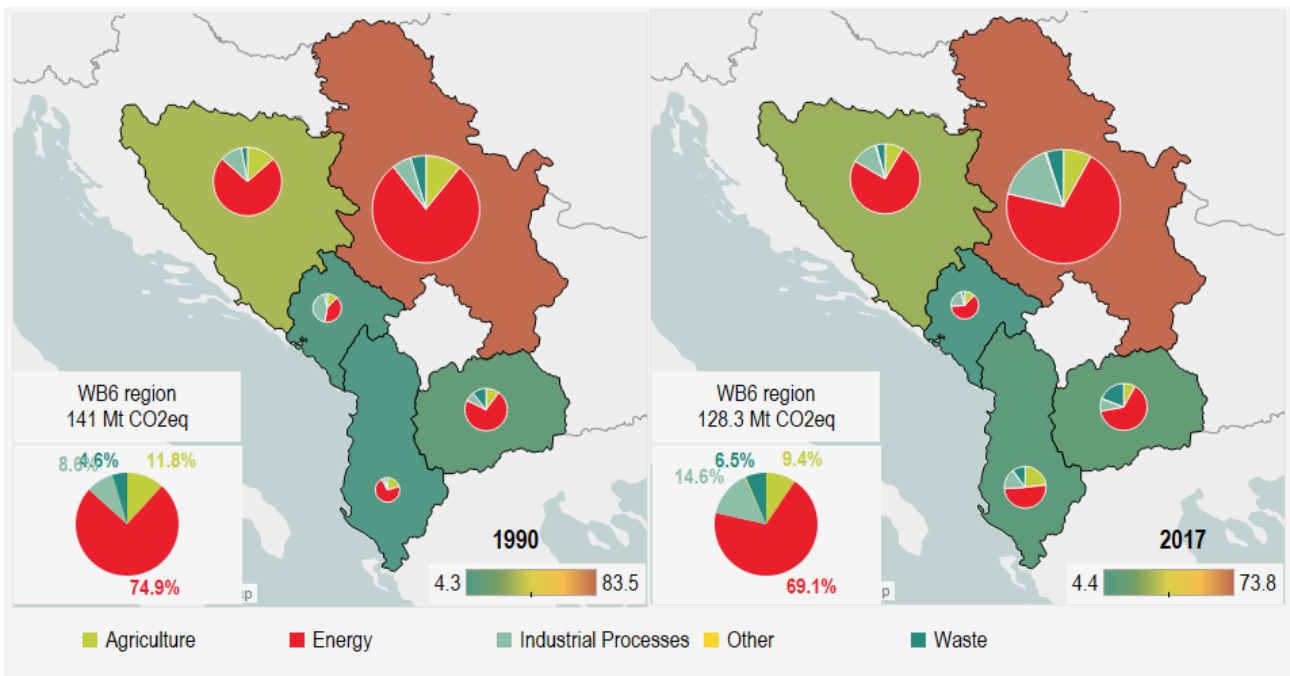 WB6 region
141 Mt CO2eq
8.6% 4.6% 11.8%
74.9%
1990
4.3 83.5
WB6 region
128.3 Mt CO2eq
6.5% 9.4%
14.6%
69.1%
2017
4.4 73.8
Agriculture Energy Industrial Processes Other Waste